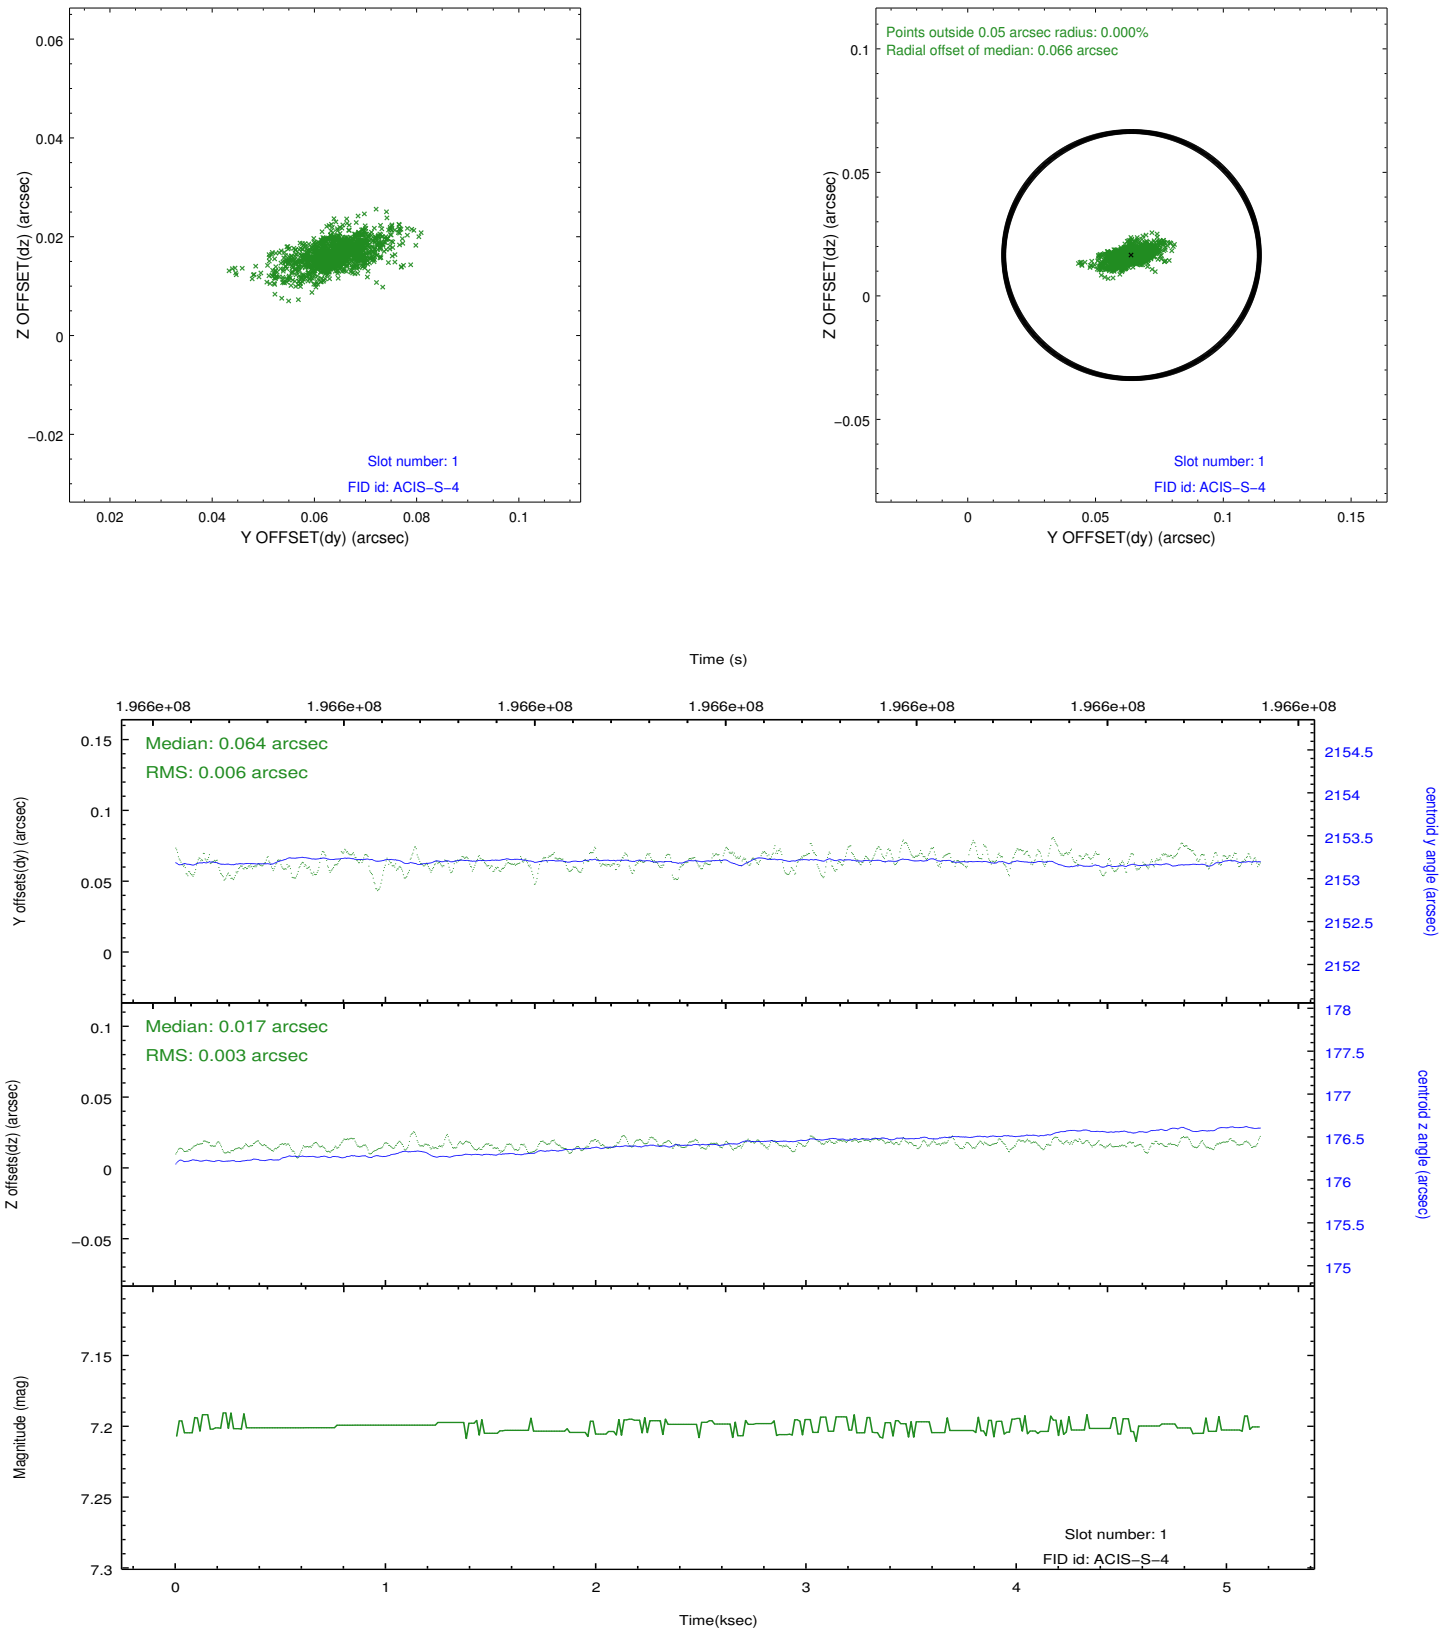 0.06
0.04
0.02
0
−0.02
Z OFFSET(dz) (arcsec)
Slot number: 1
FID id: ACIS−S−4
0.02 0.04 0.06 0.08 0.1
Y OFFSET(dy) (arcsec)
Points outside 0.05 arcsec radius: 0.000%
Radial offset of median: 0.066 arcsec
0.1
0.05
0
−0.05
Z OFFSET(dz) (arcsec)
Slot number: 1
FID id: ACIS−S−4
0 0.05 0.1 0.15
Y OFFSET(dy) (arcsec)
Time (s)
1.966e+08 1.966e+08 1.966e+08 1.966e+08 1.966e+08 1.966e+08 1.966e+08
Median: 0.064 arcsec
RMS: 0.006 arcsec
0.15
0.1
0.05
0
Y offsets(dy) (arcsec)
2154.5
2154
2153.5
2153
2152.5
2152
centroid y angle (arcsec)
Median: 0.017 arcsec
RMS: 0.003 arcsec
0.1
0.05
0
−0.05
Z offsets(dz) (arcsec)
178
177.5
177
176.5
176
175.5
175
centroid z angle (arcsec)
7.15
7.2
7.25
7.3
Magnitude (mag)
Slot number: 1
FID id: ACIS−S−4
0 1 2 3 4 5
Time(ksec)